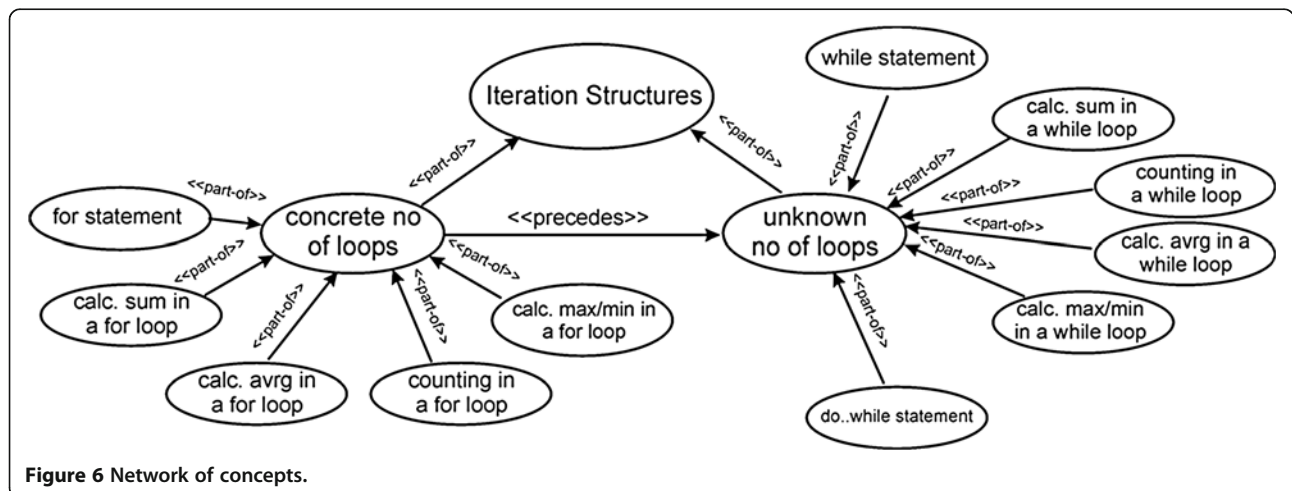 while statement
Iteration Structures
calc. sum in
a while loop
<<part-of>>
<<part-of>>
<<part-of>>
<<part-of>>
<<part-of>>
for statement
<<part-of>>
concrete no
of loops
<<precedes>>
unknown
no of loops
<<part-of>>
counting in
a while loop
<<part-of>>
calc. avrg in a
while loop
<<part-of>>
calc. max/min
in a while loop
<<part-of>>
calc. sum in
a for loop
<<part-of>>
<<part-of>>
<<part-of>>
calc. max/min in
a for loop
<<part-of>>
calc. avrg in
a for loop
counting in
a for loop
do..while statement
Figure 6 Network of concepts.